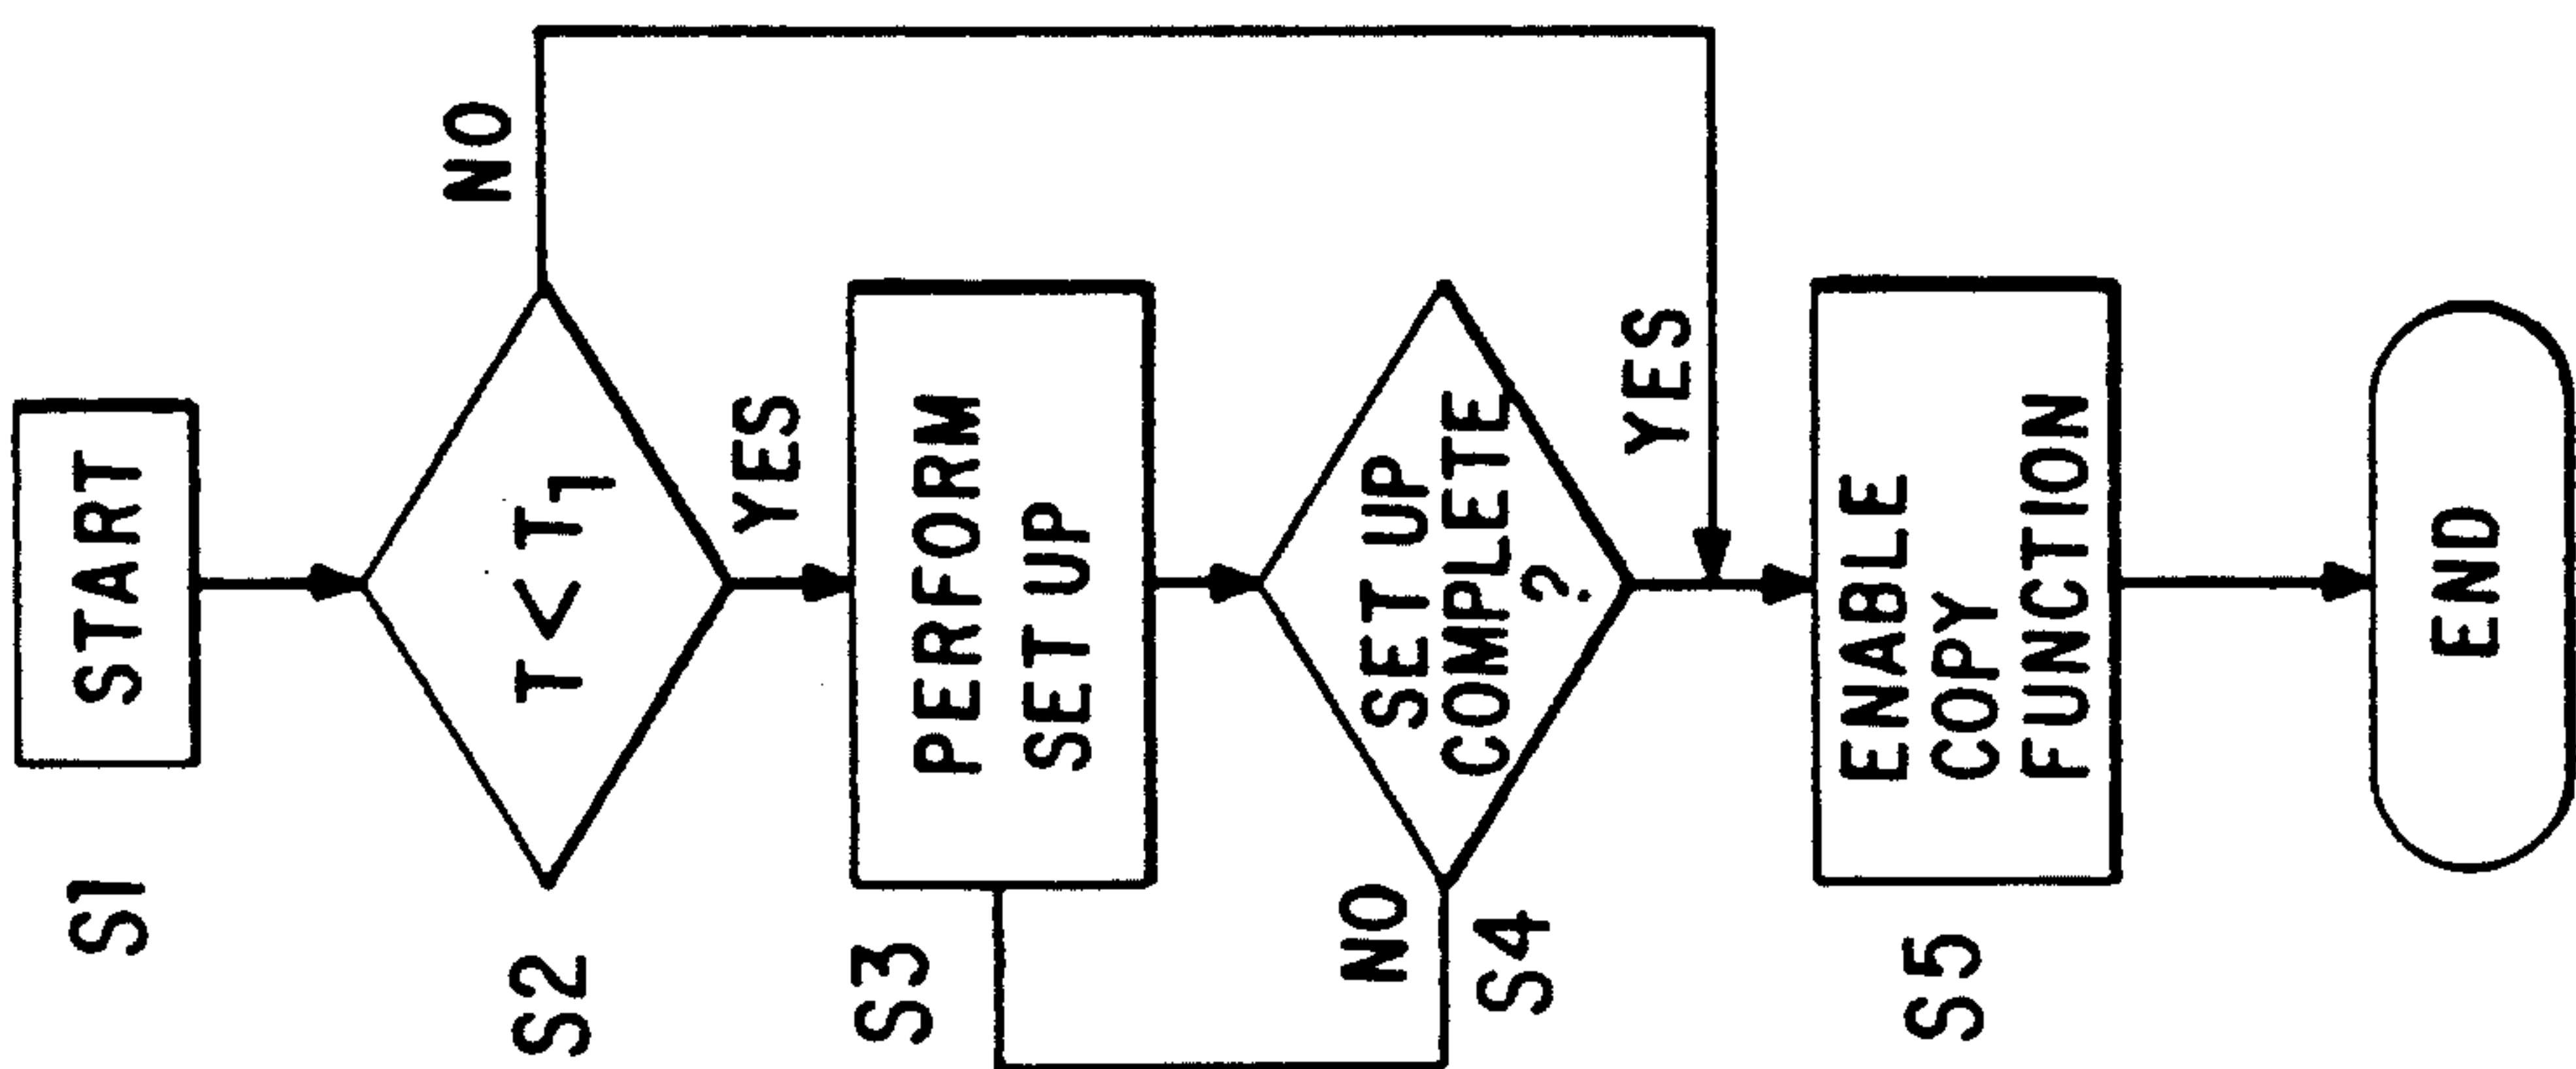 S1
START
S2
T < T1
NO
YES
S3
PERFORM
SET UP
NO
S4
SET UP
COMPLETE
?
YES
S5
ENABLE
COPY
FUNCTION
END